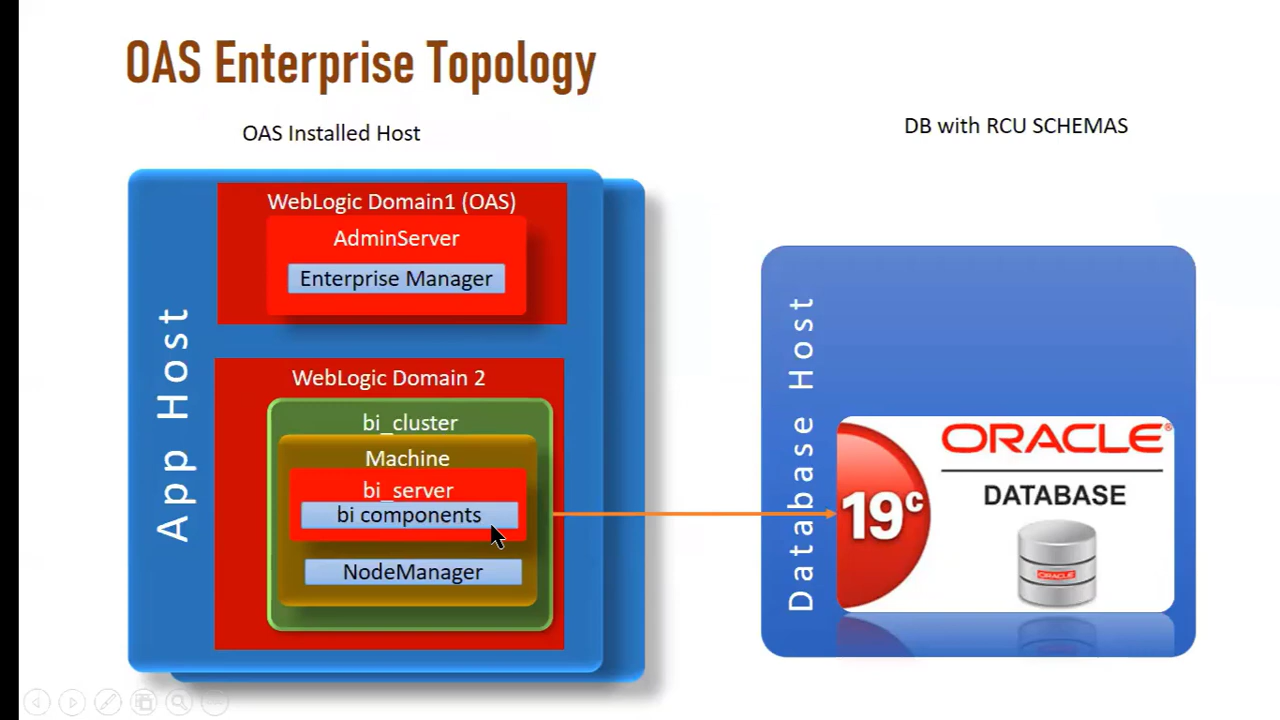 OAS Enterprise Topology
OAS Installed Host
DB with RCU SCHEMAS
App Host
WebLogic Domain1 (OAS)
AdminServer
Enterprise Manager
WebLogic Domain 2
bi_cluster
Machine
bi_server
bi components
NodeManager
Database Host
19c
ORACLE®
DATABASE
ORACLE